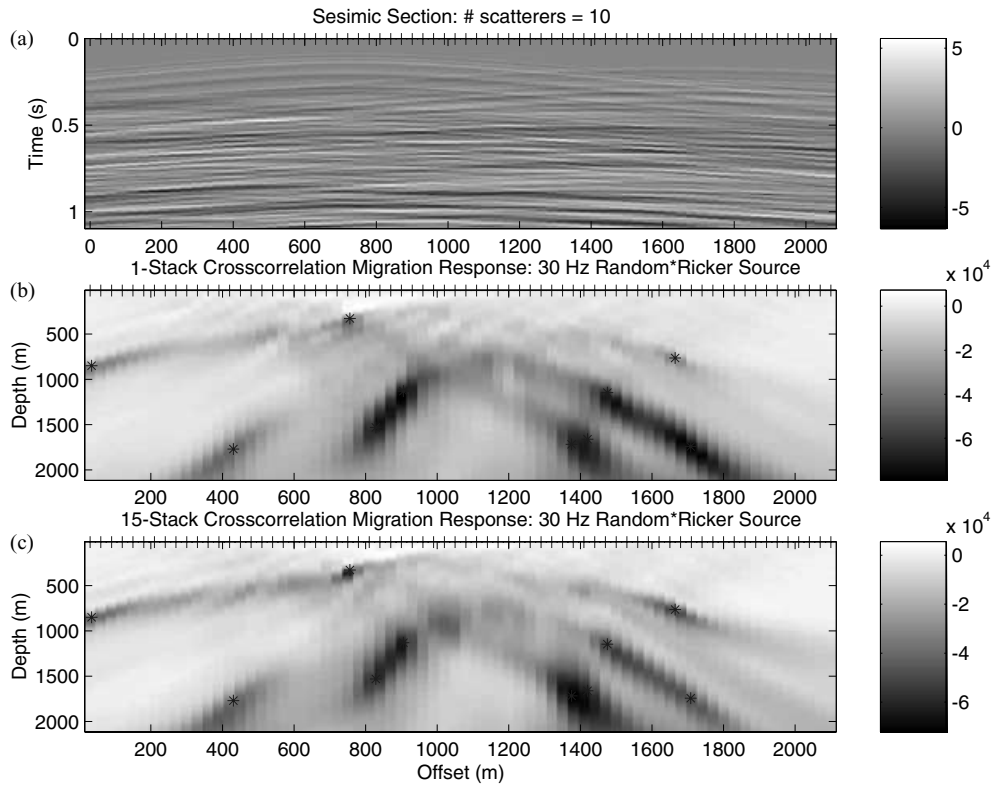 Sesimic Section: # scatterers = 10
(a)
0
0.5
1
Time (s)
0 200 400 600 800 1000 1200 1400 1600 1800 2000
5
0
-5
1-Stack Crosscorrelation Migration Response: 30 Hz Random*Ricker Source
(b)
500
1000
1500
2000
Depth (m)
200 400 600 800 1000 1200 1400 1600 1800 2000
x 10^4
0
-2
-4
-6
15-Stack Crosscorrelation Migration Response: 30 Hz Random*Ricker Source
(c)
500
1000
1500
2000
Depth (m)
200 400 600 800 1000 1200 1400 1600 1800 2000
Offset (m)
x 10^4
0
-2
-4
-6